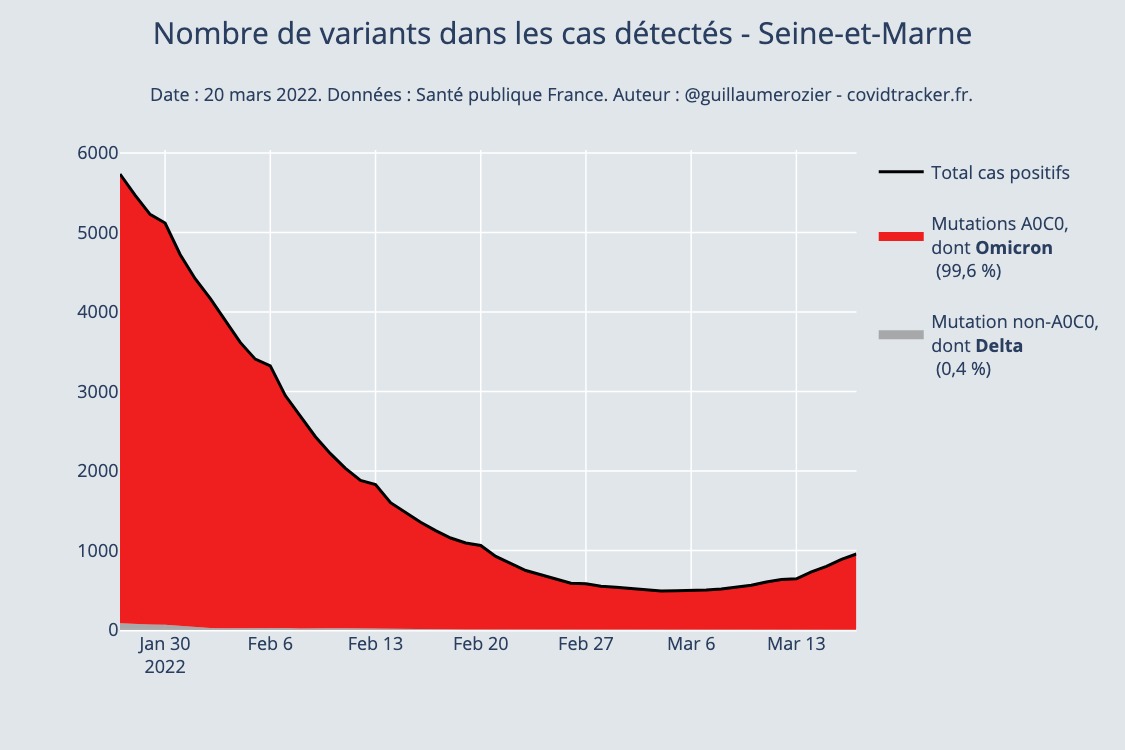 Nombre de variants dans les cas détectés - Seine-et-Marne
Date : 20 mars 2022. Données : Santé publique France. Auteur : @guillaumerozier - covidtracker.fr.
6000
5000
4000
3000
2000
1000
0
Jan 30
2022
Feb 6
Feb 13
Feb 20
Feb 27
Mar 6
Mar 13
Total cas positifs
Mutations A0C0,
dont Omicron
(99,6 %)
Mutation non-A0C0,
dont Delta
(0,4 %)